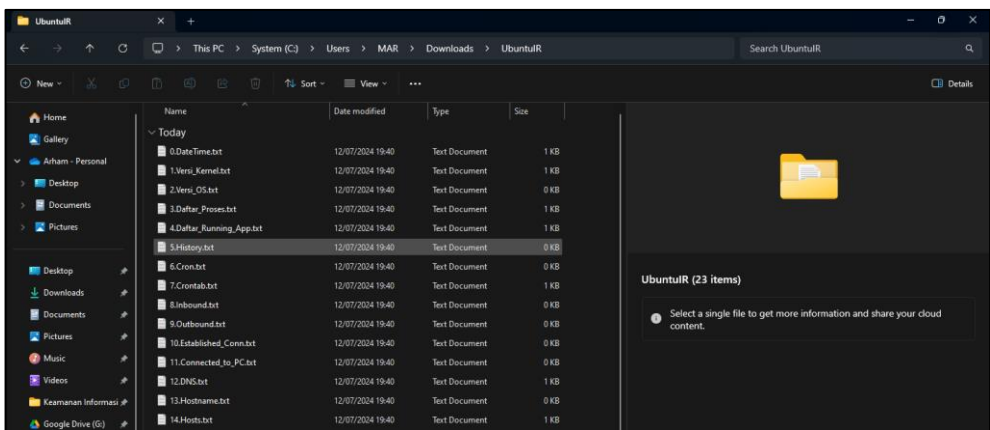 UbuntuIR
This PC > System (C:) > Users > MAR > Downloads > UbuntuIR
Search UbuntuIR
New
Sort
View
Details
Home
Gallery
Arham - Personal
Desktop
Documents
Pictures
Desktop
Downloads
Documents
Pictures
Music
Videos
Keamanan Informasi
Google Drive (G:)
Name Date modified Type Size
Today
0.DateTime.txt 12/07/2024 19:40 Text Document 1 KB
1.Versi_Kernel.txt 12/07/2024 19:40 Text Document 1 KB
2.Versi_OS.txt 12/07/2024 19:40 Text Document 0 KB
3.Daftar_Proses.txt 12/07/2024 19:40 Text Document 1 KB
4.Daftar_Running_App.txt 12/07/2024 19:40 Text Document 1 KB
5.History.txt 12/07/2024 19:40 Text Document 0 KB
6.Cron.txt 12/07/2024 19:40 Text Document 0 KB
7.Crontab.txt 12/07/2024 19:40 Text Document 1 KB
8.Inbound.txt 12/07/2024 19:40 Text Document 0 KB
9.Outbound.txt 12/07/2024 19:40 Text Document 0 KB
10.Established_Conn.txt 12/07/2024 19:40 Text Document 0 KB
11.Connected_to_PC.txt 12/07/2024 19:40 Text Document 0 KB
12.DNS.txt 12/07/2024 19:40 Text Document 1 KB
13.Hostname.txt 12/07/2024 19:40 Text Document 0 KB
14.Hosts.txt 12/07/2024 19:40 Text Document 1 KB
UbuntuIR (23 items)
Select a single file to get more information and share your cloud
content.